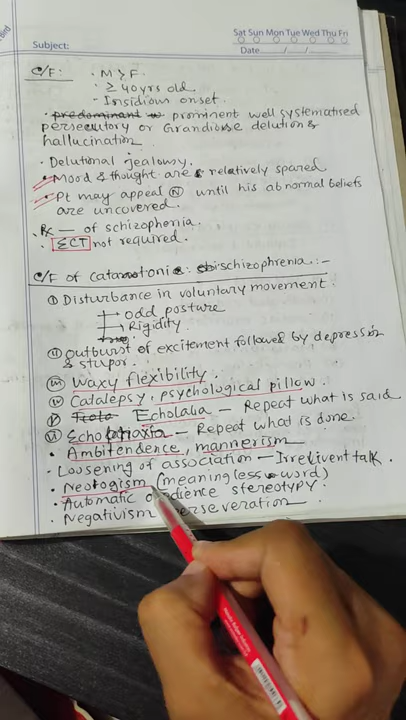 Sat Sun Mon Tue Wed Thu Fri
Subject:
Date
C/F: · M > F.
· ≥ 40yrs old
- Insidious onset.
· predominant prominent well systematised
persecutory or Grandiose delution &
hallucination
· Delutional jealowsy.
· Mood & thought are relatively spared
· Pt may appeal Ⓝ until his abnormal beliefs
are uncovered.
Rx — of schizophenia.
ECT not required.
C/F of catanotonic schizophrenia :-
① Disturbance in voluntary movement.
odd posture
Rigidity
② outburst of excitement followed by depression
& stupor.
③ Waxy flexibility.
④ Catalepsy, psychological pillow.
Ⓥ Echolalia — Repeat what is said
Ⓥⅰ Echopraxia — Repeat what is done.
· Ambitendence, mannerism
- Loosening of association — Irrelivent talk.
· Neologism (meaningless word)
· Automatic obedience stereotypy.
· Negativism perseveration